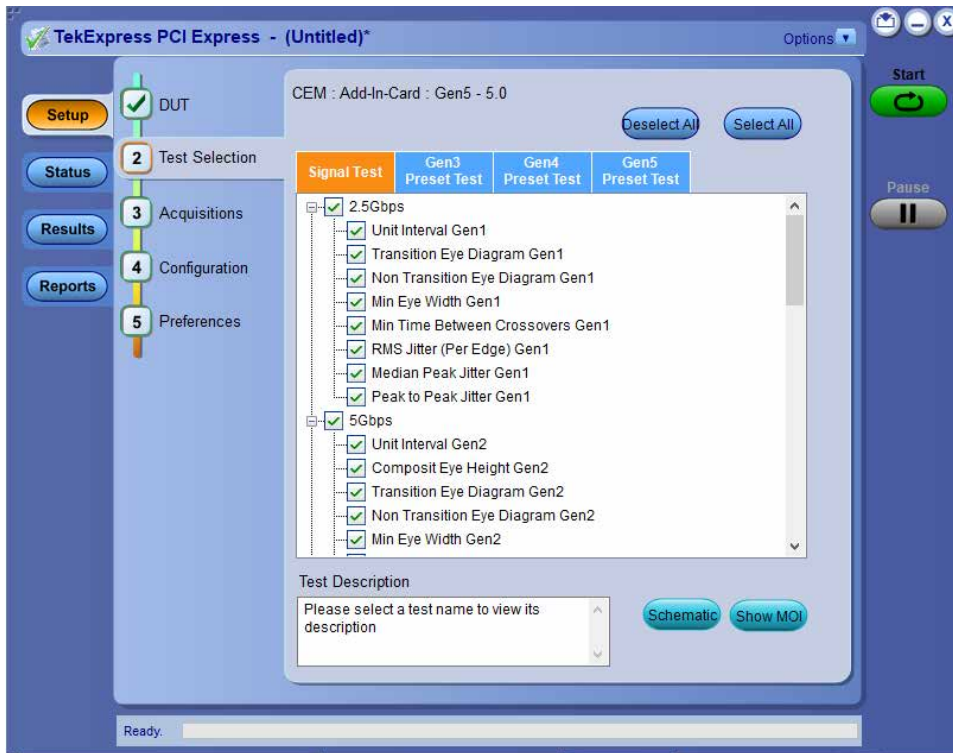 TekExpress PCI Express - (Untitled)*
Options
X
Start
Pause
Setup
Status
Results
Reports
DUT
2 Test Selection
3 Acquisitions
4 Configuration
5 Preferences
CEM : Add-In-Card : Gen5 - 5.0
Deselect All
Select All
Signal Test
Gen3
Preset Test
Gen4
Preset Test
Gen5
Preset Test
2.5Gbps
Unit Interval Gen1
Transition Eye Diagram Gen1
Non Transition Eye Diagram Gen1
Min Eye Width Gen1
Min Time Between Crossovers Gen1
RMS Jitter (Per Edge) Gen1
Median Peak Jitter Gen1
Peak to Peak Jitter Gen1
5Gbps
Unit Interval Gen2
Composit Eye Height Gen2
Transition Eye Diagram Gen2
Non Transition Eye Diagram Gen2
Min Eye Width Gen2
Test Description
Please select a test name to view its
description
Schematic
Show MOI
Ready.